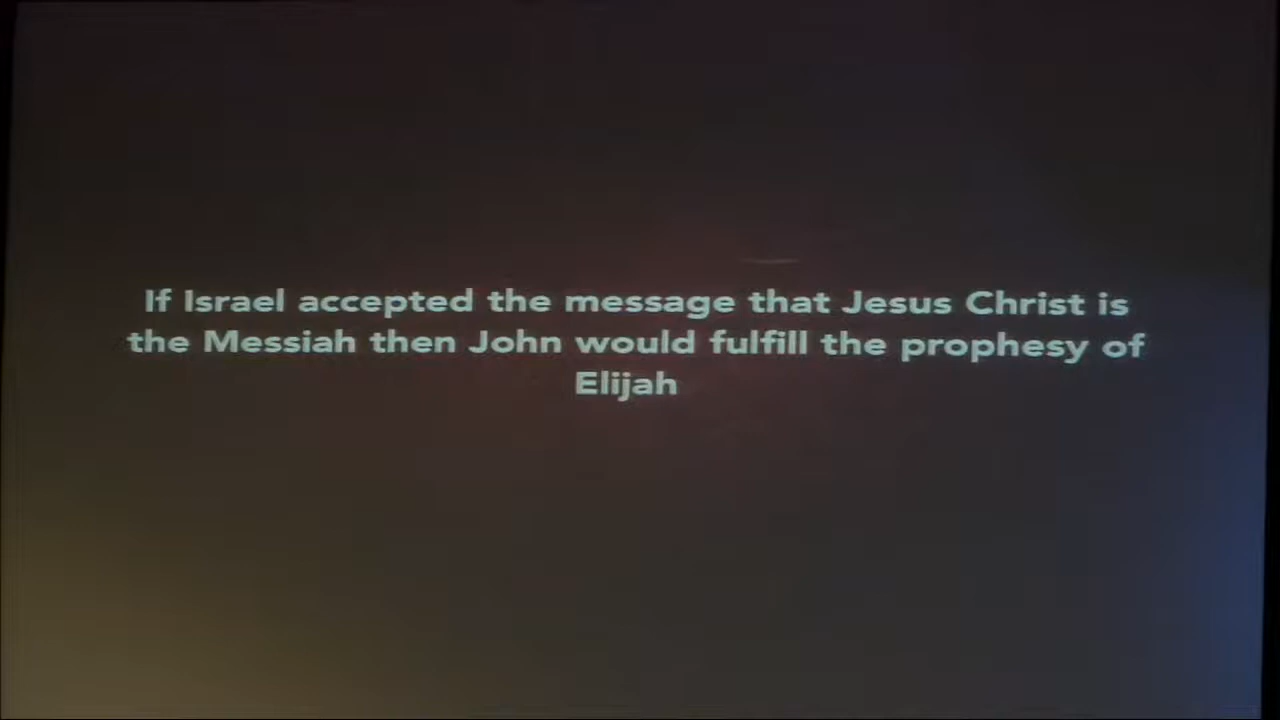 If Israel accepted the message that Jesus Christ is
the Messiah then John would fulfill the prophesy of
Elijah